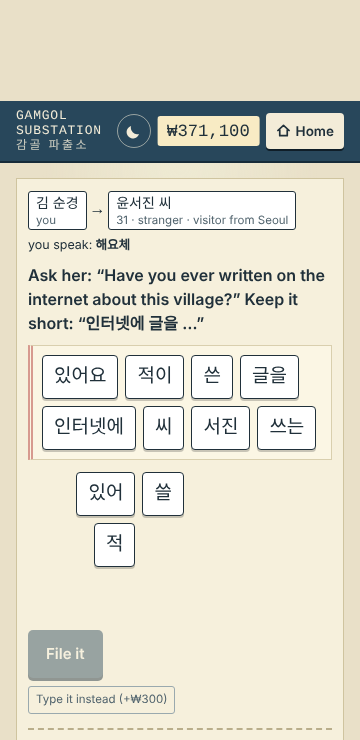 GAMGOL
SUBSTATION
감골 파출소
₩371,100
Home
김 순경
you
→
윤서진 씨
31 · stranger · visitor from Seoul
you speak: 해요체
Ask her: “Have you ever written on the
internet about this village?” Keep it
short: “인터넷에 글을 …”
있어요 적이 쓴 글을
인터넷에 씨 서진 쓰는
있어 쓸
적
File it
Type it instead (+₩300)